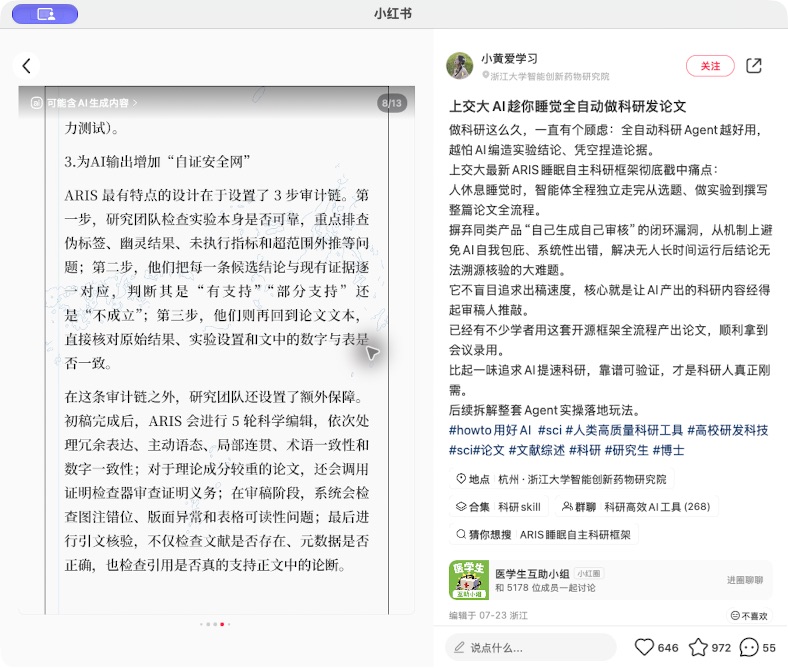 小红书
可能含AI生成内容 >
8/13
力测试）。
3.为AI输出增加“自证安全网”
ARIS 最有特点的设计在于设置了 3 步审计链。第
一步，研究团队检查实验本身是否可靠，重点排查
伪标签、幽灵结果、未执行指标和超范围外推等问
题；第二步，他们把每一条候选结论与现有证据逐
一对应，判断其是“有支持”“部分支持” 还
是“不成立”；第三步，他们则再回到论文文本，
直接核对原始结果、实验设置和文中的数字与表是
否一致。
在这条审计链之外，研究团队还设置了额外保障。
初稿完成后，ARIS 会进行 5 轮科学编辑，依次处
理冗余表达、主动语态、局部连贯、术语一致性和
数字一致性；对于理论成分较重的论文，还会调用
证明检查器审查证明义务；在审稿阶段，系统会检
查图注错位、版面异常和表格可读性问题；最后进
行引文核验，不仅检查文献是否存在、元数据是否
正确，也检查引用是否真的支持正文中的论断。
小黄爱学习
浙江大学智能创新药物研究院
关注
上交大AI趁你睡觉全自动做科研发论文
做科研这么久，一直有个顾虑：全自动科研Agent越好用，
越怕AI编造实验结论、凭空捏造论据。
上交大最新ARIS睡眠自主科研框架彻底戳中痛点：
人休息睡觉时，智能体全程独立走完从选题、做实验到撰写
整篇论文全流程。
摒弃同类产品“自己生成自己审核”的闭环漏洞，从机制上避
免AI自我包庇、系统性出错，解决无人长时间运行后结论无
法溯源核验的大难题。
它不盲目追求出稿速度，核心就是让AI产出的科研内容经得
起审稿人推敲。
已经有不少学者用这套开源框架全流程产出论文，顺利拿到
会议录用。
比起一味追求AI提速科研，靠谱可验证，才是科研人真正刚
需。
后续拆解整套Agent实操落地玩法。
#howto用好AI #sci #人类高质量科研工具 #高校研发科技
#sci#论文 #文献综述 #科研 #研究生 #博士
地点 杭州 · 浙江大学智能创新药物研究院
合集 科研skill
群聊 科研高效AI工具(268)
猜你想搜 ARIS睡眠自主科研框架
医学生
互助小组
医学生互助小组 小红圈
和 5178 位成员一起讨论
进圈聊聊
编辑于 07-23 浙江
不喜欢
说点什么...
646
972
55